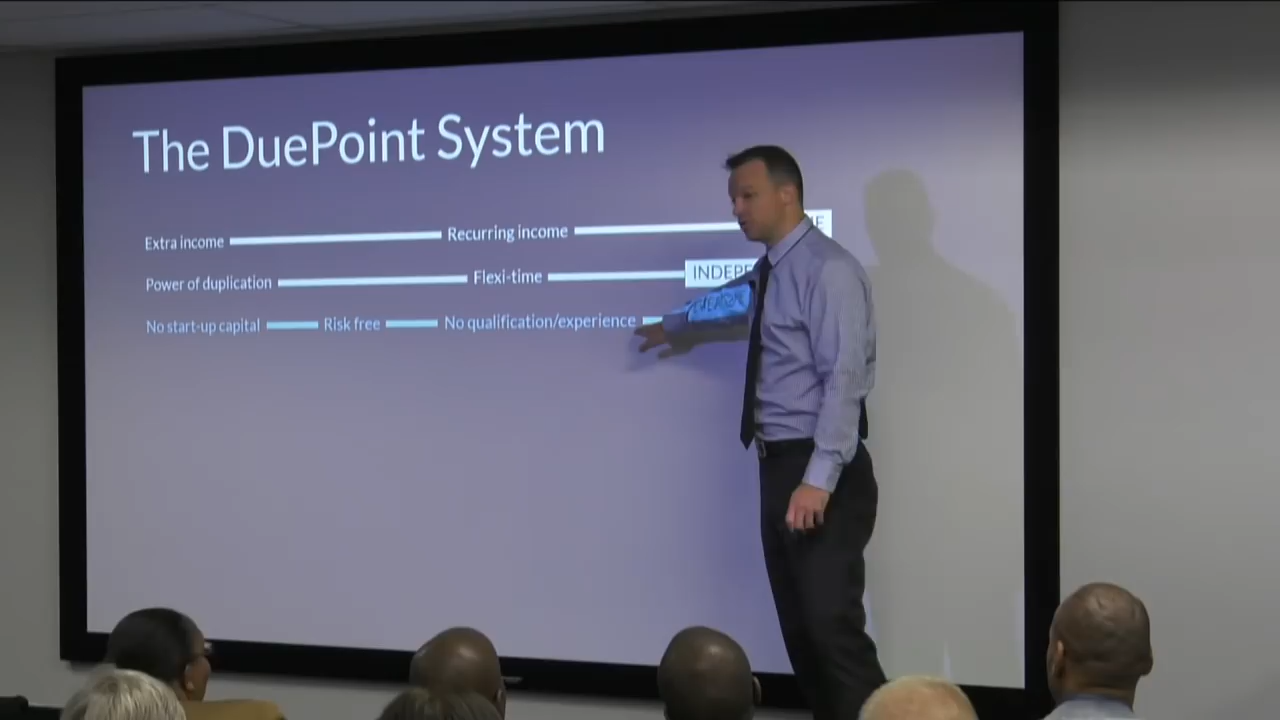 The DuePoint System
Extra income Recurring income
Power of duplication Flexi-time INDEPE
No start-up capital Risk free No qualification/experience